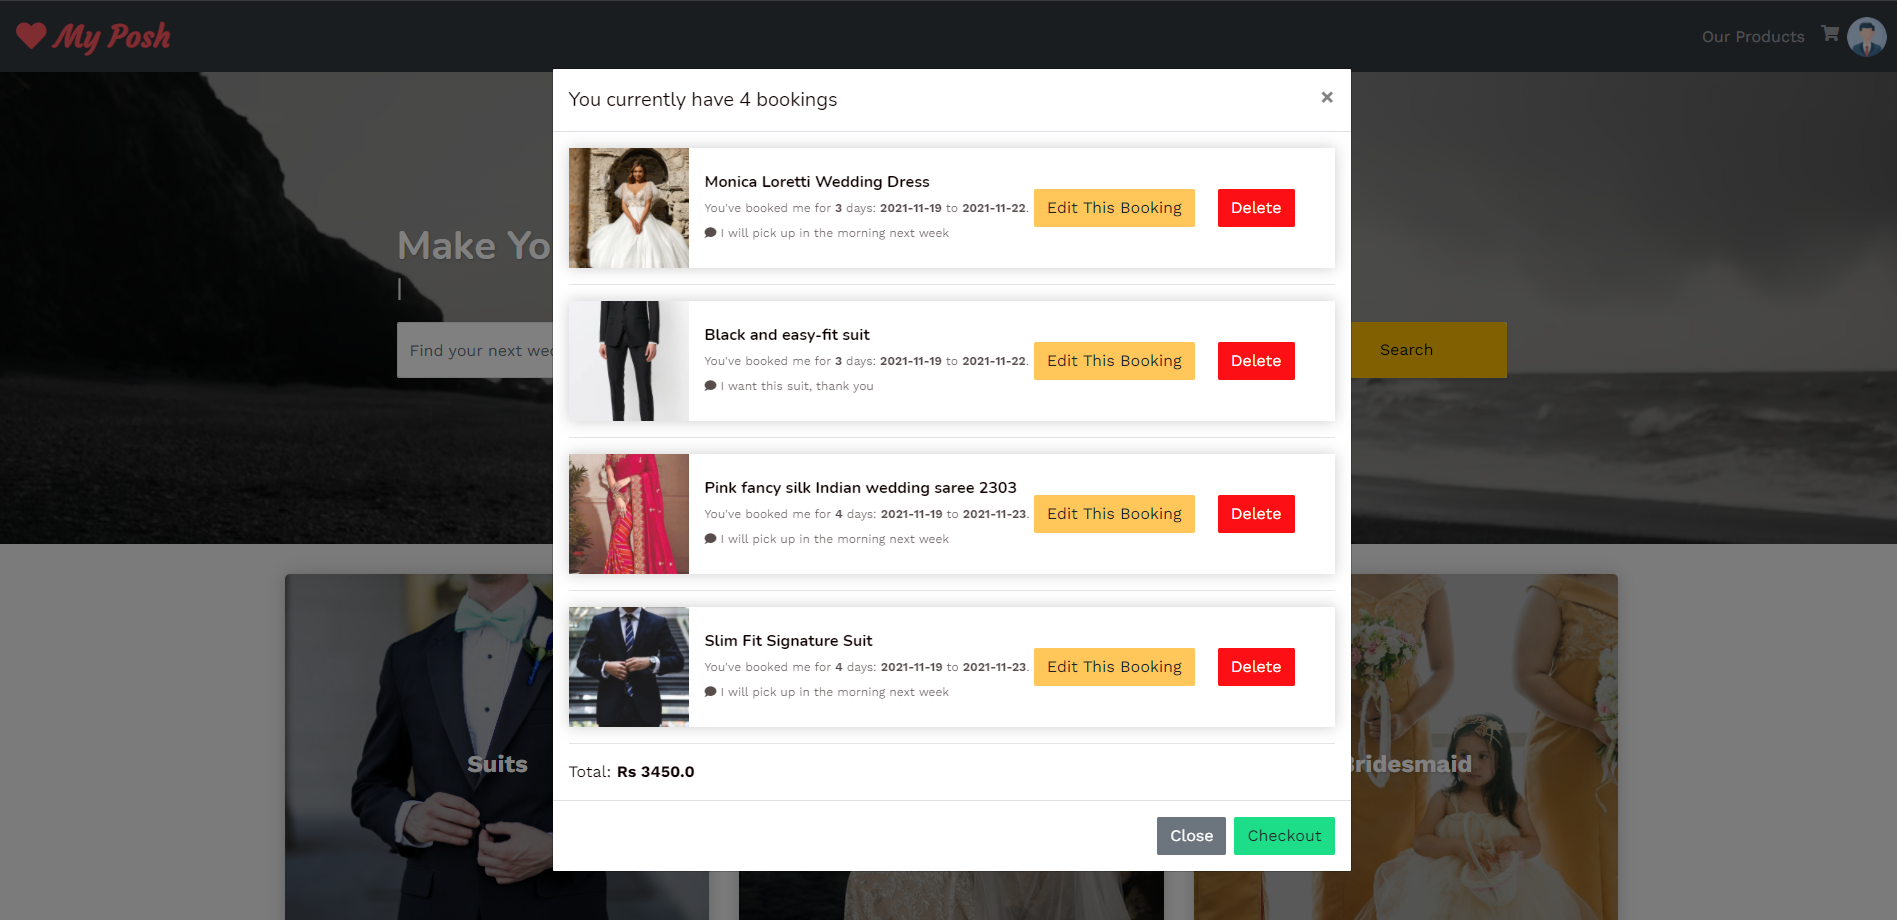 My Posh
Our Products
You currently have 4 bookings
×
Monica Loretti Wedding Dress
You've booked me for 3 days: 2021-11-19 to 2021-11-22.
I will pick up in the morning next week
Edit This Booking
Delete
Make Yo
Black and easy-fit suit
You've booked me for 3 days: 2021-11-19 to 2021-11-22.
I want this suit, thank you
Edit This Booking
Delete
Find your next wed
Search
Pink fancy silk Indian wedding saree 2303
You've booked me for 4 days: 2021-11-19 to 2021-11-23.
I will pick up in the morning next week
Edit This Booking
Delete
Slim Fit Signature Suit
You've booked me for 4 days: 2021-11-19 to 2021-11-23.
I will pick up in the morning next week
Edit This Booking
Delete
Suits
Bridesmaid
Total: Rs 3450.0
Close
Checkout